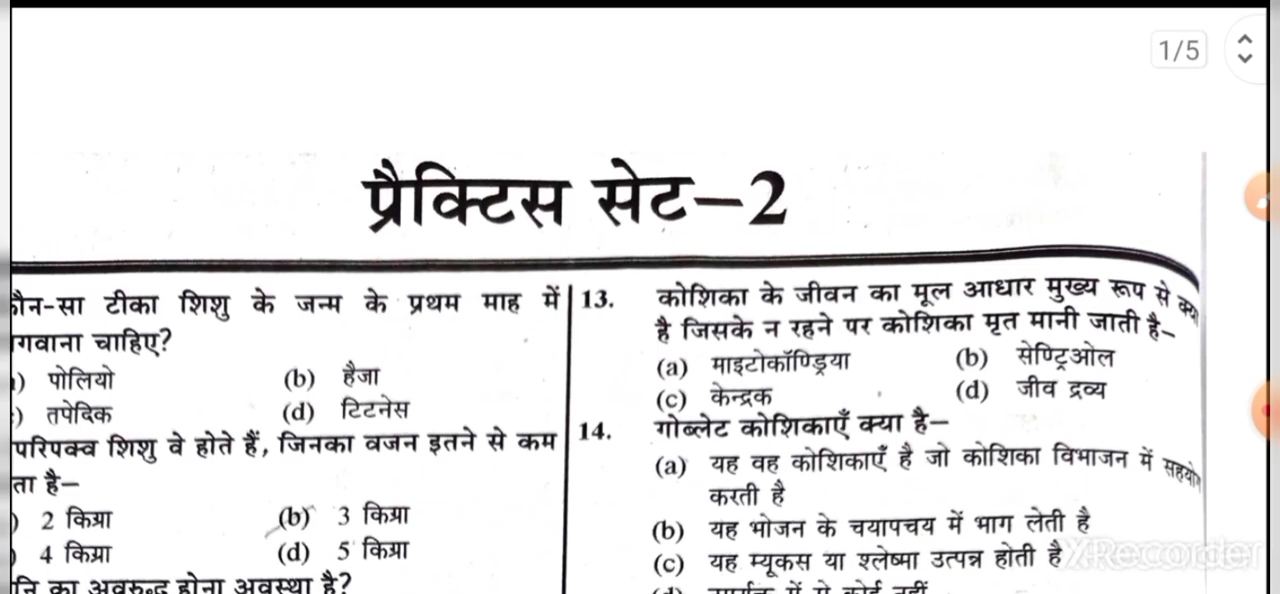 1/5
प्रैक्टिस सेट–2
कौन-सा टीका शिशु के जन्म के प्रथम माह में
गवाना चाहिए?
) पोलियो (b) हैजा
) तपेदिक (d) टिटनेस
परिपक्व शिशु वे होते हैं, जिनका वजन इतने से कम
ता है–
) 2 किग्रा (b) 3 किग्रा
) 4 किग्रा (d) 5 किग्रा
नि का अवरुद्ध होना अवस्था है?
13. कोशिका के जीवन का मूल आधार मुख्य रूप से क्या
है जिसके न रहने पर कोशिका मृत मानी जाती है–
(a) माइटोकॉण्ड्रिया (b) सेण्ट्रिओल
(c) केन्द्रक (d) जीव द्रव्य
14. गोब्लेट कोशिकाएँ क्या है–
(a) यह वह कोशिकाएँ है जो कोशिका विभाजन में सहयोग
करती है
(b) यह भोजन के चयापचय में भाग लेती है
(c) यह म्यूकस या श्लेष्मा उत्पन्न होती है
XRecorder